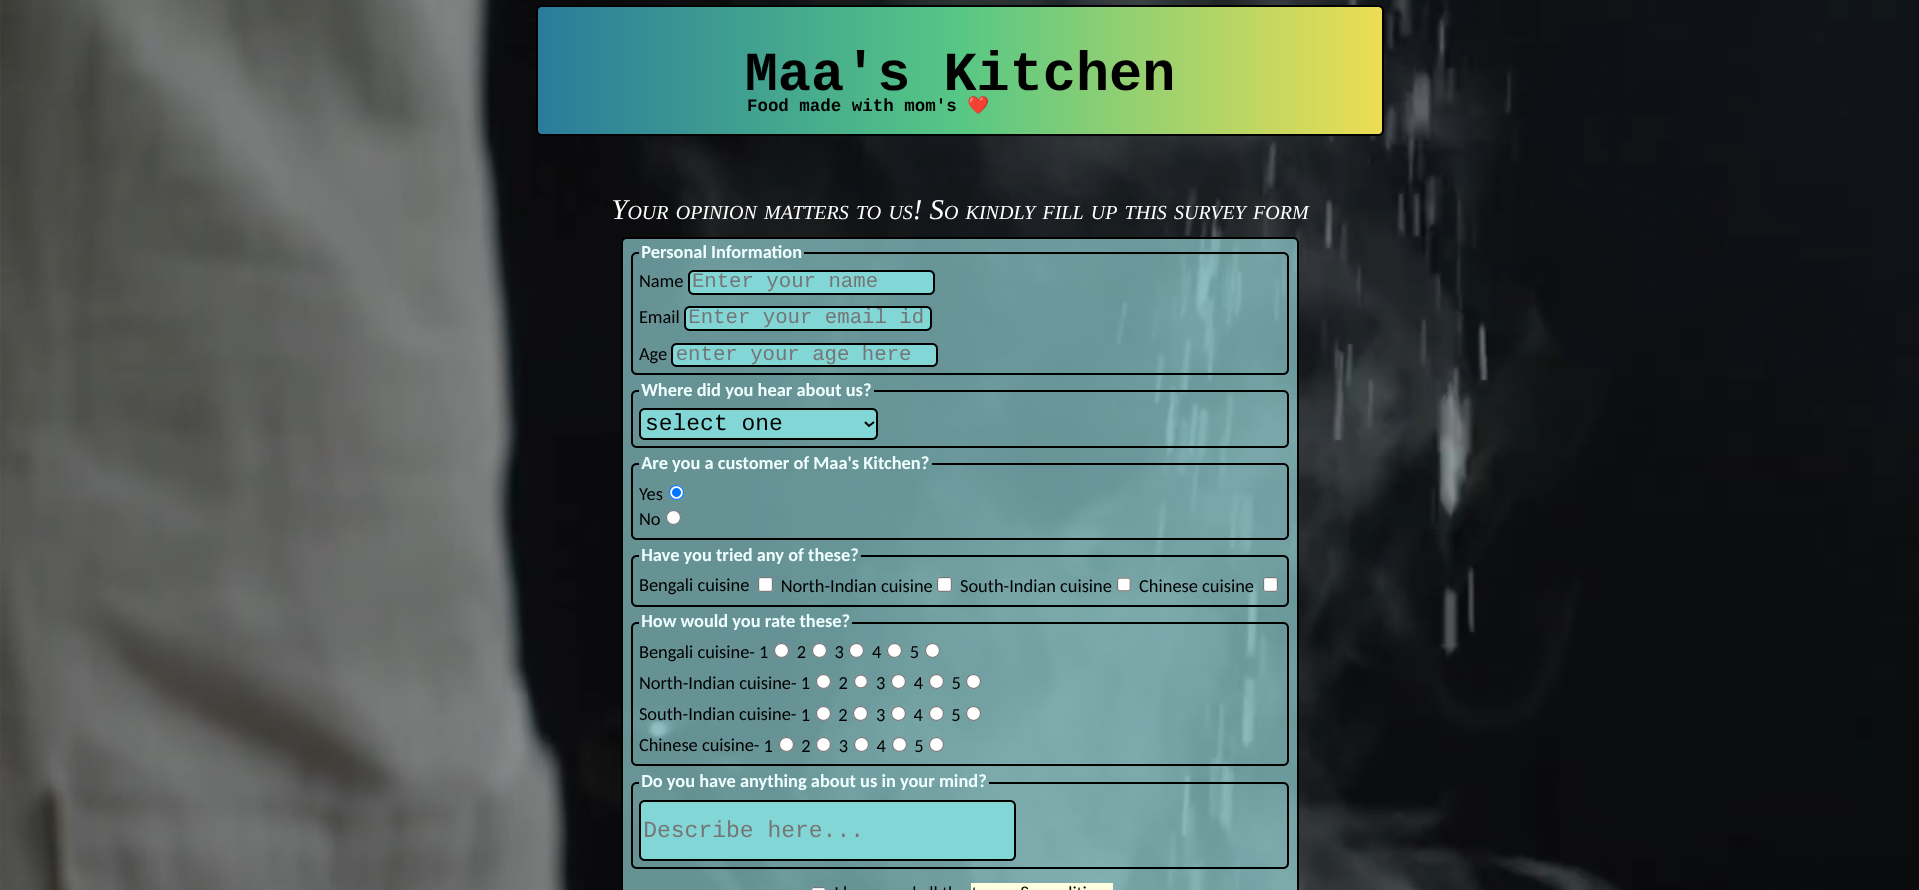 Maa's Kitchen
Food made with mom's ❤️
Your opinion matters to us! So kindly fill up this survey form
Personal Information
Name Enter your name
Email Enter your email id
Age enter your age here
Where did you hear about us?
select one
Are you a customer of Maa's Kitchen?
Yes
No
Have you tried any of these?
Bengali cuisine North-Indian cuisine South-Indian cuisine Chinese cuisine
How would you rate these?
Bengali cuisine- 1 2 3 4 5
North-Indian cuisine- 1 2 3 4 5
South-Indian cuisine- 1 2 3 4 5
Chinese cuisine- 1 2 3 4 5
Do you have anything about us in your mind?
Describe here...